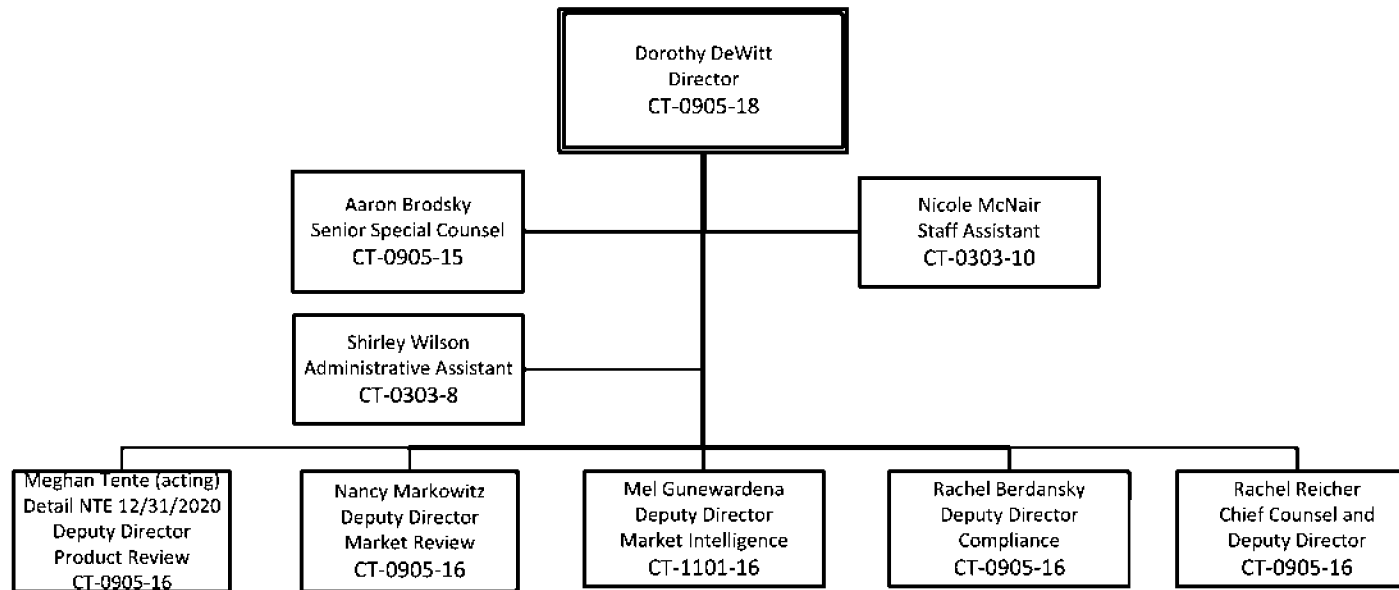 Dorothy DeWitt
Director
CT-0905-18
Aaron Brodsky
Senior Special Counsel
CT-0905-15
Nicole McNair
Staff Assistant
CT-0303-10
Shirley Wilson
Administrative Assistant
CT-0303-8
Meghan Tente (acting)
Detail NTE 12/31/2020
Deputy Director
Product Review
CT-0905-16
Nancy Markowitz
Deputy Director
Market Review
CT-0905-16
Mel Gunewardena
Deputy Director
Market Intelligence
CT-1101-16
Rachel Berdansky
Deputy Director
Compliance
CT-0905-16
Rachel Reicher
Chief Counsel and
Deputy Director
CT-0905-16